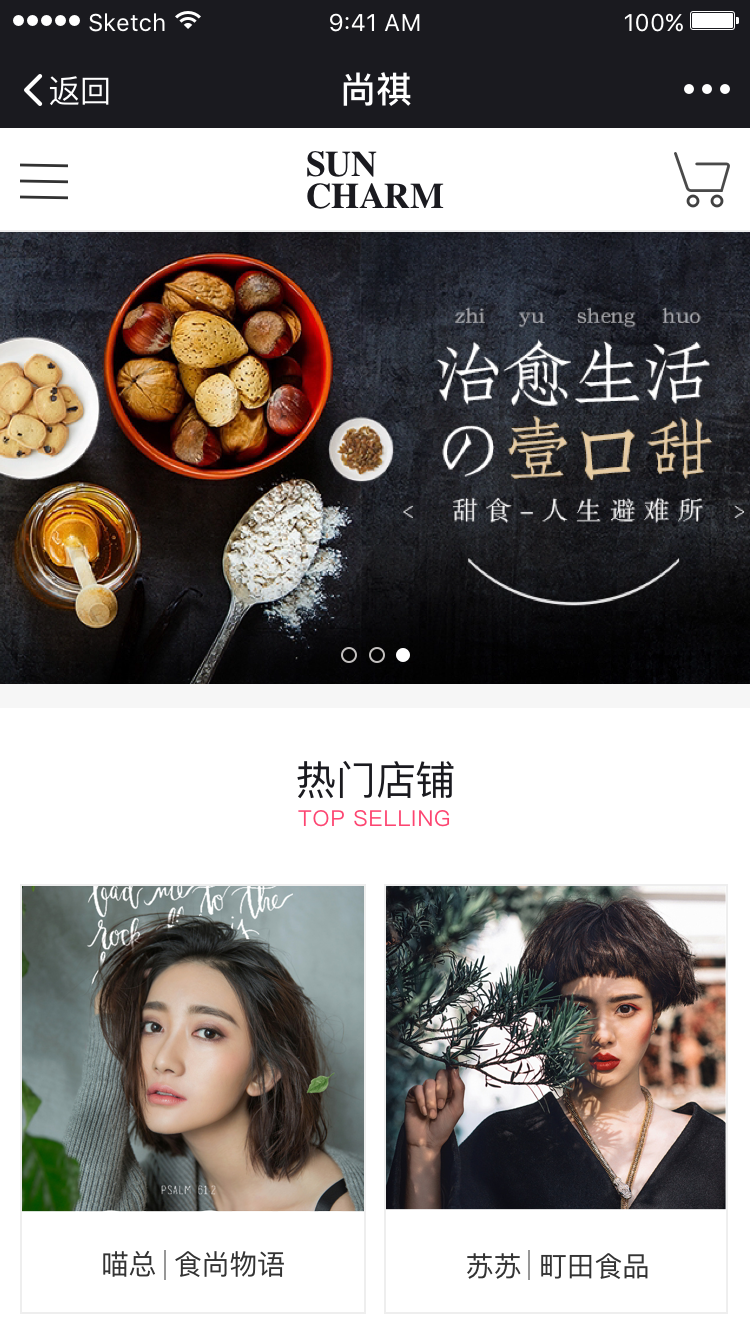 Sketch 9:41 AM 100%
返回 尚祺
SUN
CHARM
zhi yu sheng huo
治愈生活
の壹口甜
< 甜食-人生避难所 >
热门店铺
TOP SELLING
lead me to the
rock
is
PSALM 61:2
喵总|食尚物语
苏苏|町田食品